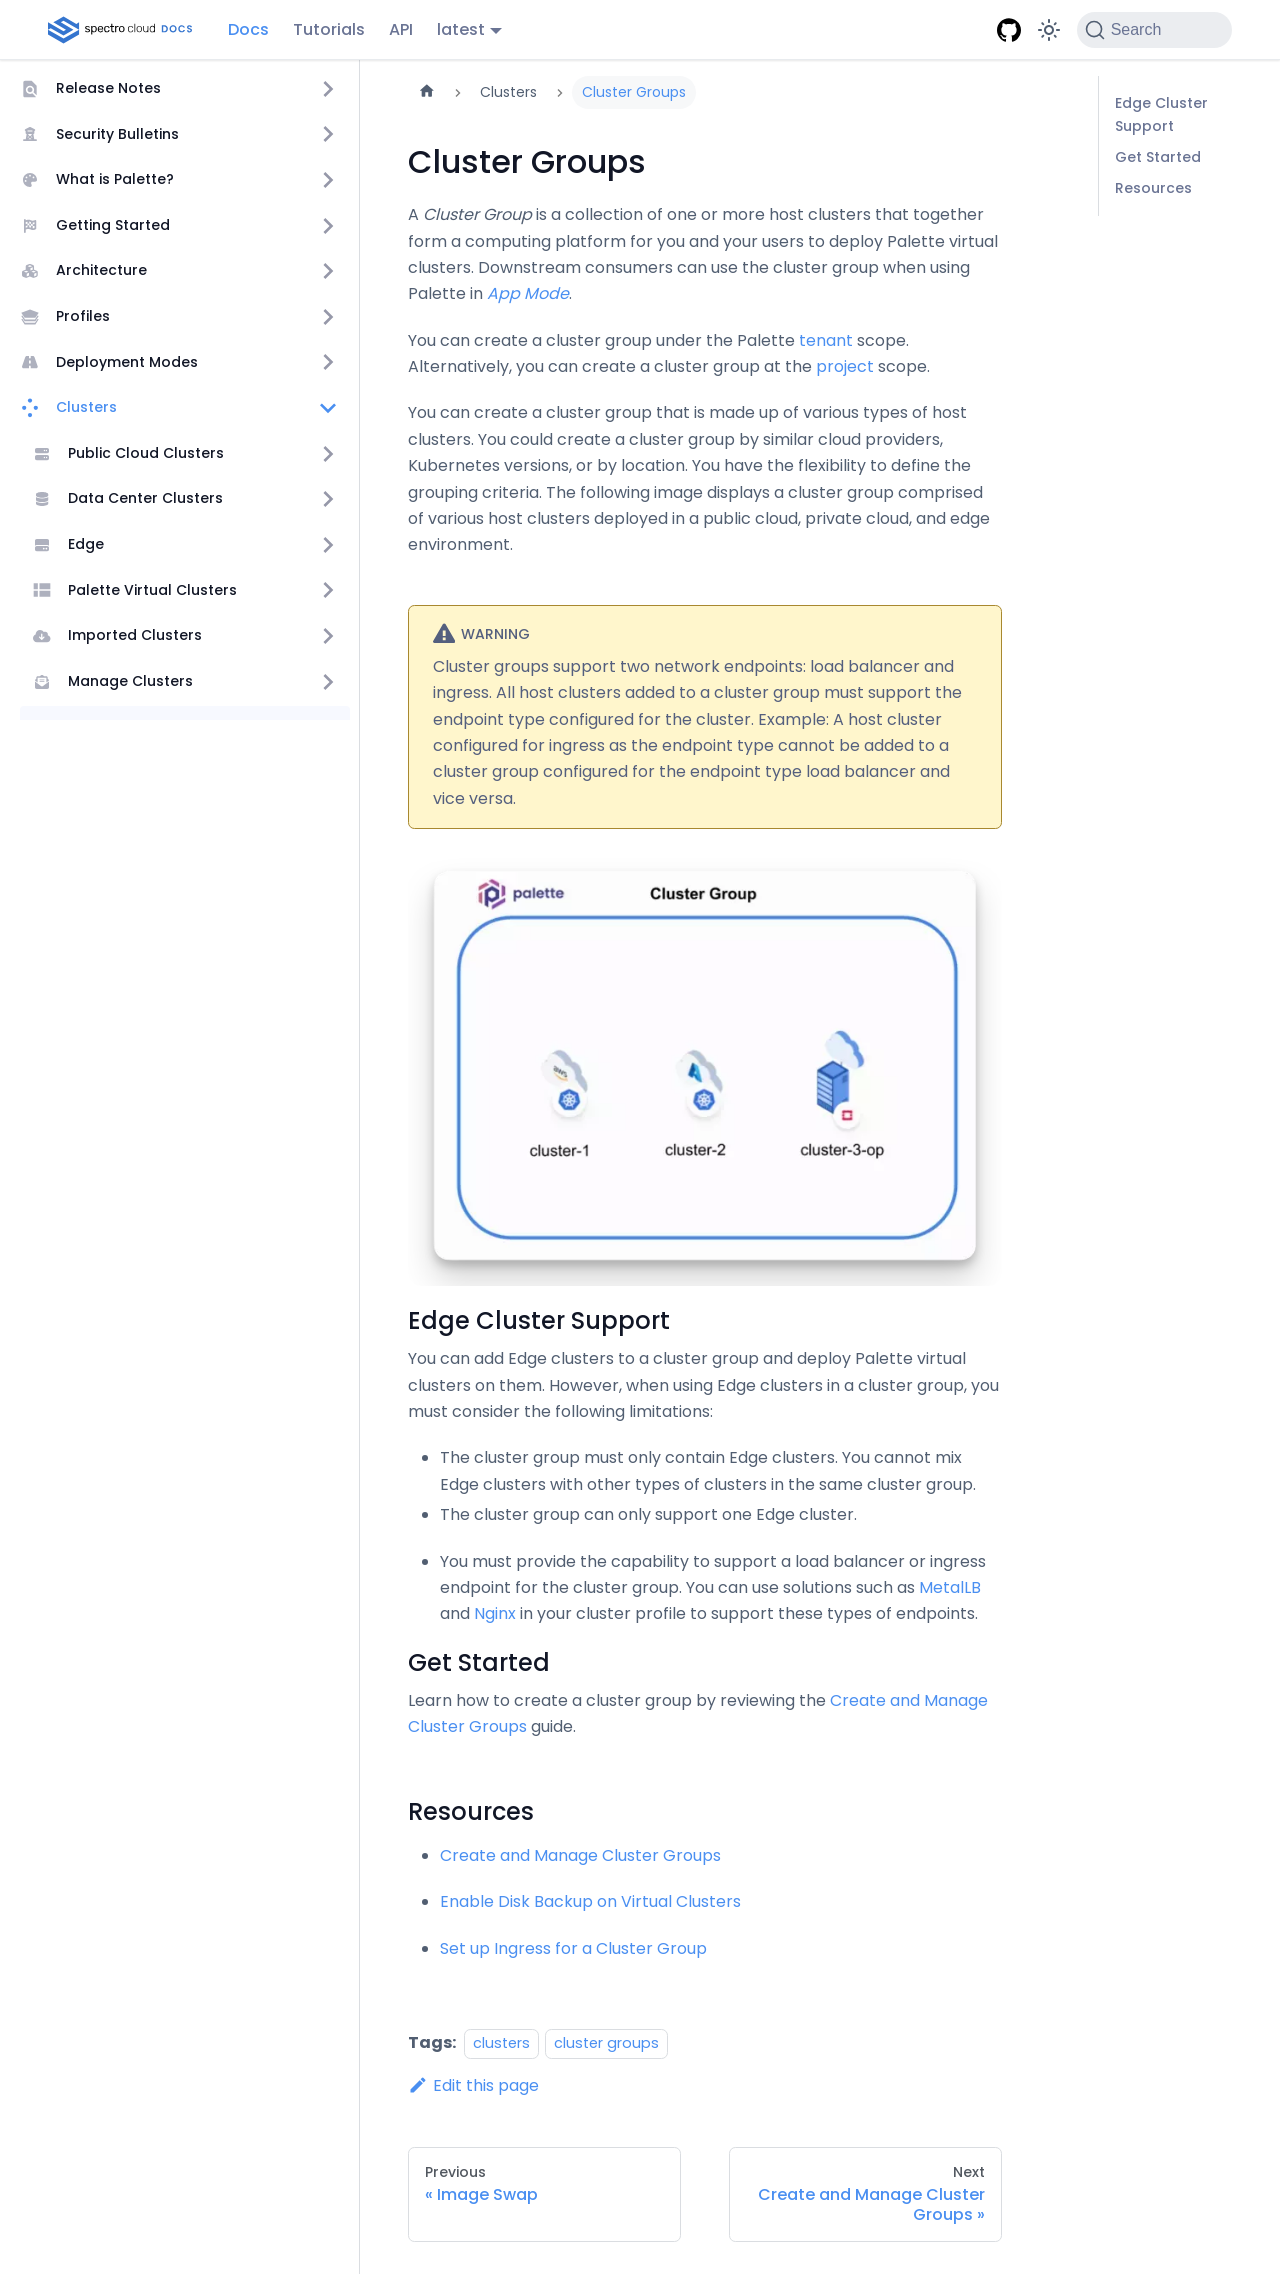 spectro cloud DOCS
Docs
Tutorials
API
latest
Search
Release Notes
Security Bulletins
What is Palette?
Getting Started
Architecture
Profiles
Deployment Modes
Clusters
Public Cloud Clusters
Data Center Clusters
Edge
Palette Virtual Clusters
Imported Clusters
Manage Clusters
Clusters
Cluster Groups
Cluster Groups
A Cluster Group is a collection of one or more host clusters that together
form a computing platform for you and your users to deploy Palette virtual
clusters. Downstream consumers can use the cluster group when using
Palette in App Mode.
You can create a cluster group under the Palette tenant scope.
Alternatively, you can create a cluster group at the project scope.
You can create a cluster group that is made up of various types of host
clusters. You could create a cluster group by similar cloud providers,
Kubernetes versions, or by location. You have the flexibility to define the
grouping criteria. The following image displays a cluster group comprised
of various host clusters deployed in a public cloud, private cloud, and edge
environment.
WARNING
Cluster groups support two network endpoints: load balancer and
ingress. All host clusters added to a cluster group must support the
endpoint type configured for the cluster. Example: A host cluster
configured for ingress as the endpoint type cannot be added to a
cluster group configured for the endpoint type load balancer and
vice versa.
palette
Cluster Group
aws
cluster-1
cluster-2
cluster-3-op
Edge Cluster Support
You can add Edge clusters to a cluster group and deploy Palette virtual
clusters on them. However, when using Edge clusters in a cluster group, you
must consider the following limitations:
The cluster group must only contain Edge clusters. You cannot mix
Edge clusters with other types of clusters in the same cluster group.
The cluster group can only support one Edge cluster.
You must provide the capability to support a load balancer or ingress
endpoint for the cluster group. You can use solutions such as MetalLB
and Nginx in your cluster profile to support these types of endpoints.
Get Started
Learn how to create a cluster group by reviewing the Create and Manage
Cluster Groups guide.
Resources
Create and Manage Cluster Groups
Enable Disk Backup on Virtual Clusters
Set up Ingress for a Cluster Group
Tags: clusters cluster groups
Edit this page
Previous
« Image Swap
Next
Create and Manage Cluster
Groups »
Edge Cluster
Support
Get Started
Resources